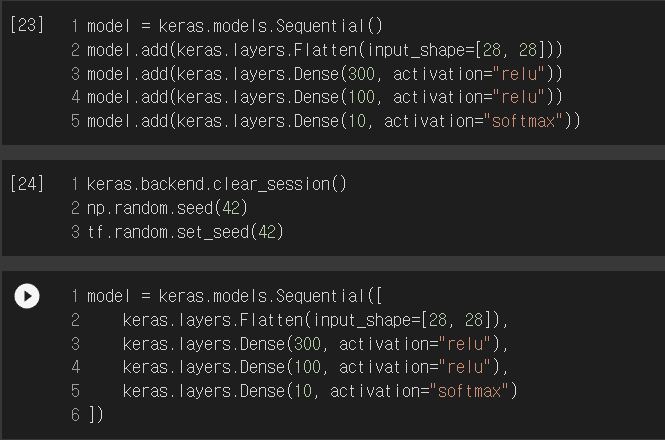 [23] 1 model = keras.models.Sequential()
2 model.add(keras.layers.Flatten(input_shape=[28, 28]))
3 model.add(keras.layers.Dense(300, activation="relu"))
4 model.add(keras.layers.Dense(100, activation="relu"))
5 model.add(keras.layers.Dense(10, activation="softmax"))
[24] 1 keras.backend.clear_session()
2 np.random.seed(42)
3 tf.random.set_seed(42)
1 model = keras.models.Sequential([
2     keras.layers.Flatten(input_shape=[28, 28]),
3     keras.layers.Dense(300, activation="relu"),
4     keras.layers.Dense(100, activation="relu"),
5     keras.layers.Dense(10, activation="softmax")
6 ])